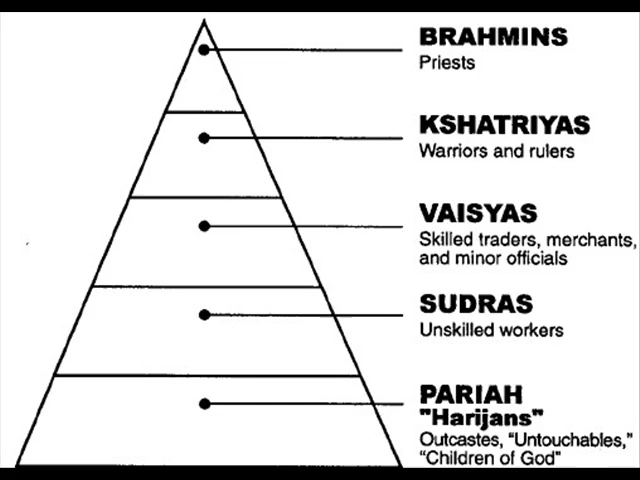 BRAHMINS
Priests
KSHATRIYAS
Warriors and rulers
VAISYAS
Skilled traders, merchants,
and minor officials
SUDRAS
Unskilled workers
PARIAH
"Harijans"
Outcastes, "Untouchables,"
"Children of God"